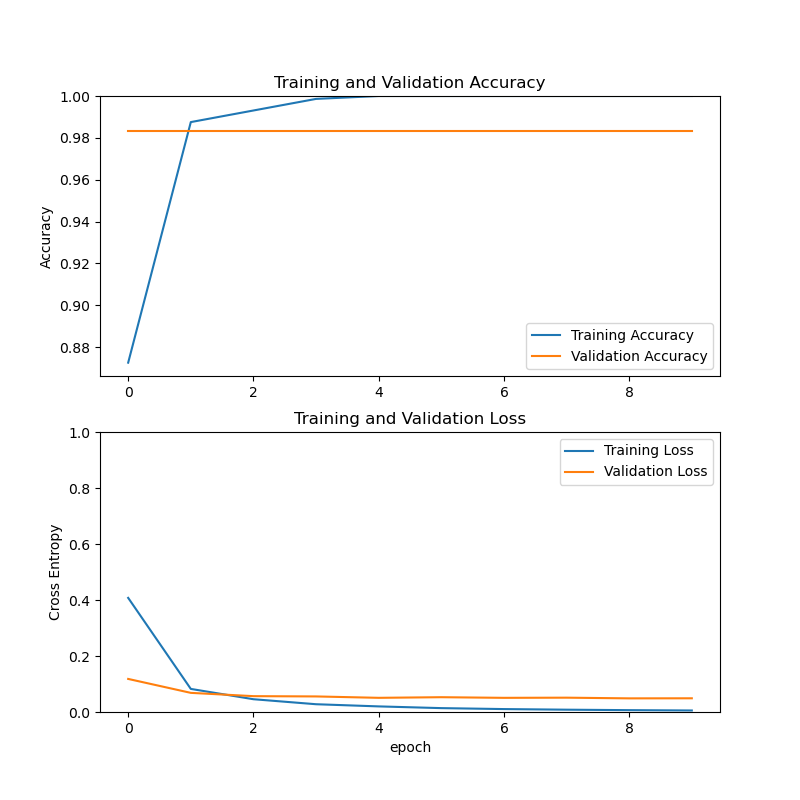 Training and Validation Accuracy
Accuracy
1.00
0.98
0.96
0.94
0.92
0.90
0.88
Training Accuracy
Validation Accuracy
0 2 4 6 8
Training and Validation Loss
Cross Entropy
1.0
0.8
0.6
0.4
0.2
0.0
Training Loss
Validation Loss
0 2 4 6 8
epoch